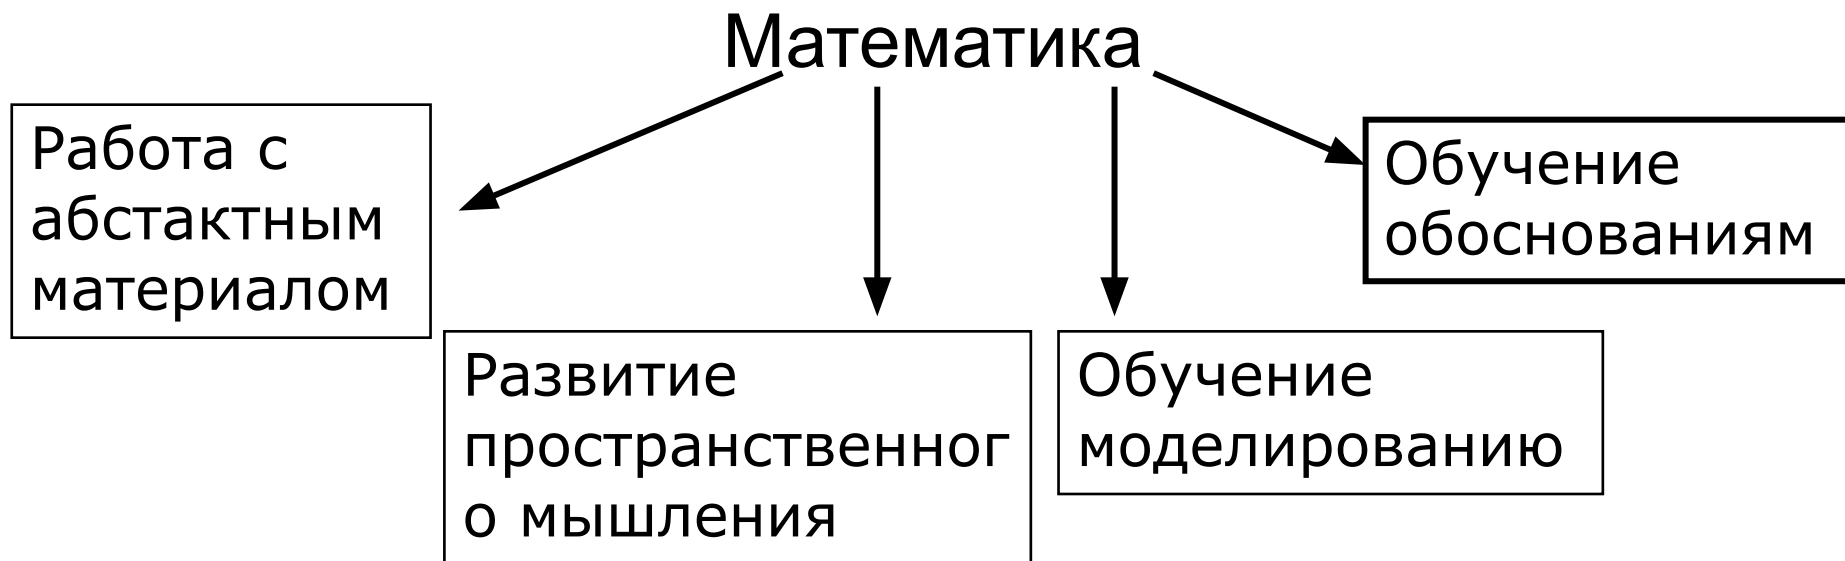 Математика
Работа с
абстактным
материалом
Обучение
обоснованиям
Развитие
пространственног
о мышления
Обучение
моделированию